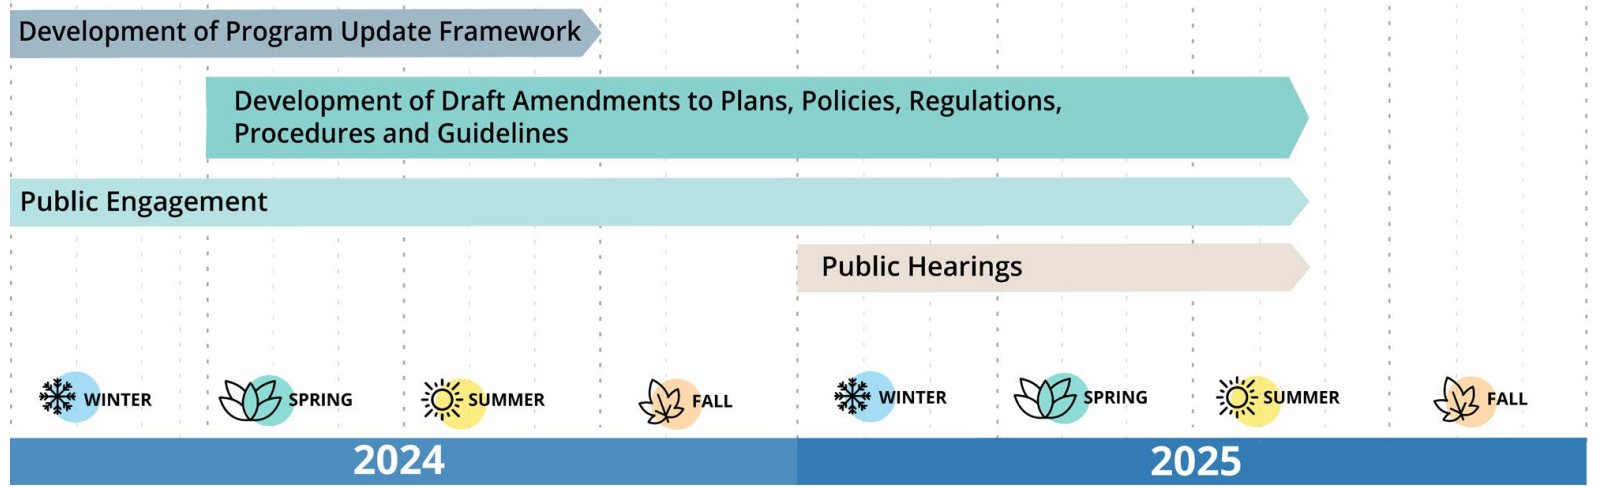 Development of Program Update Framework
Development of Draft Amendments to Plans, Policies, Regulations,
Procedures and Guidelines
Public Engagement
Public Hearings
WINTER SPRING SUMMER FALL WINTER SPRING SUMMER FALL
2024 2025